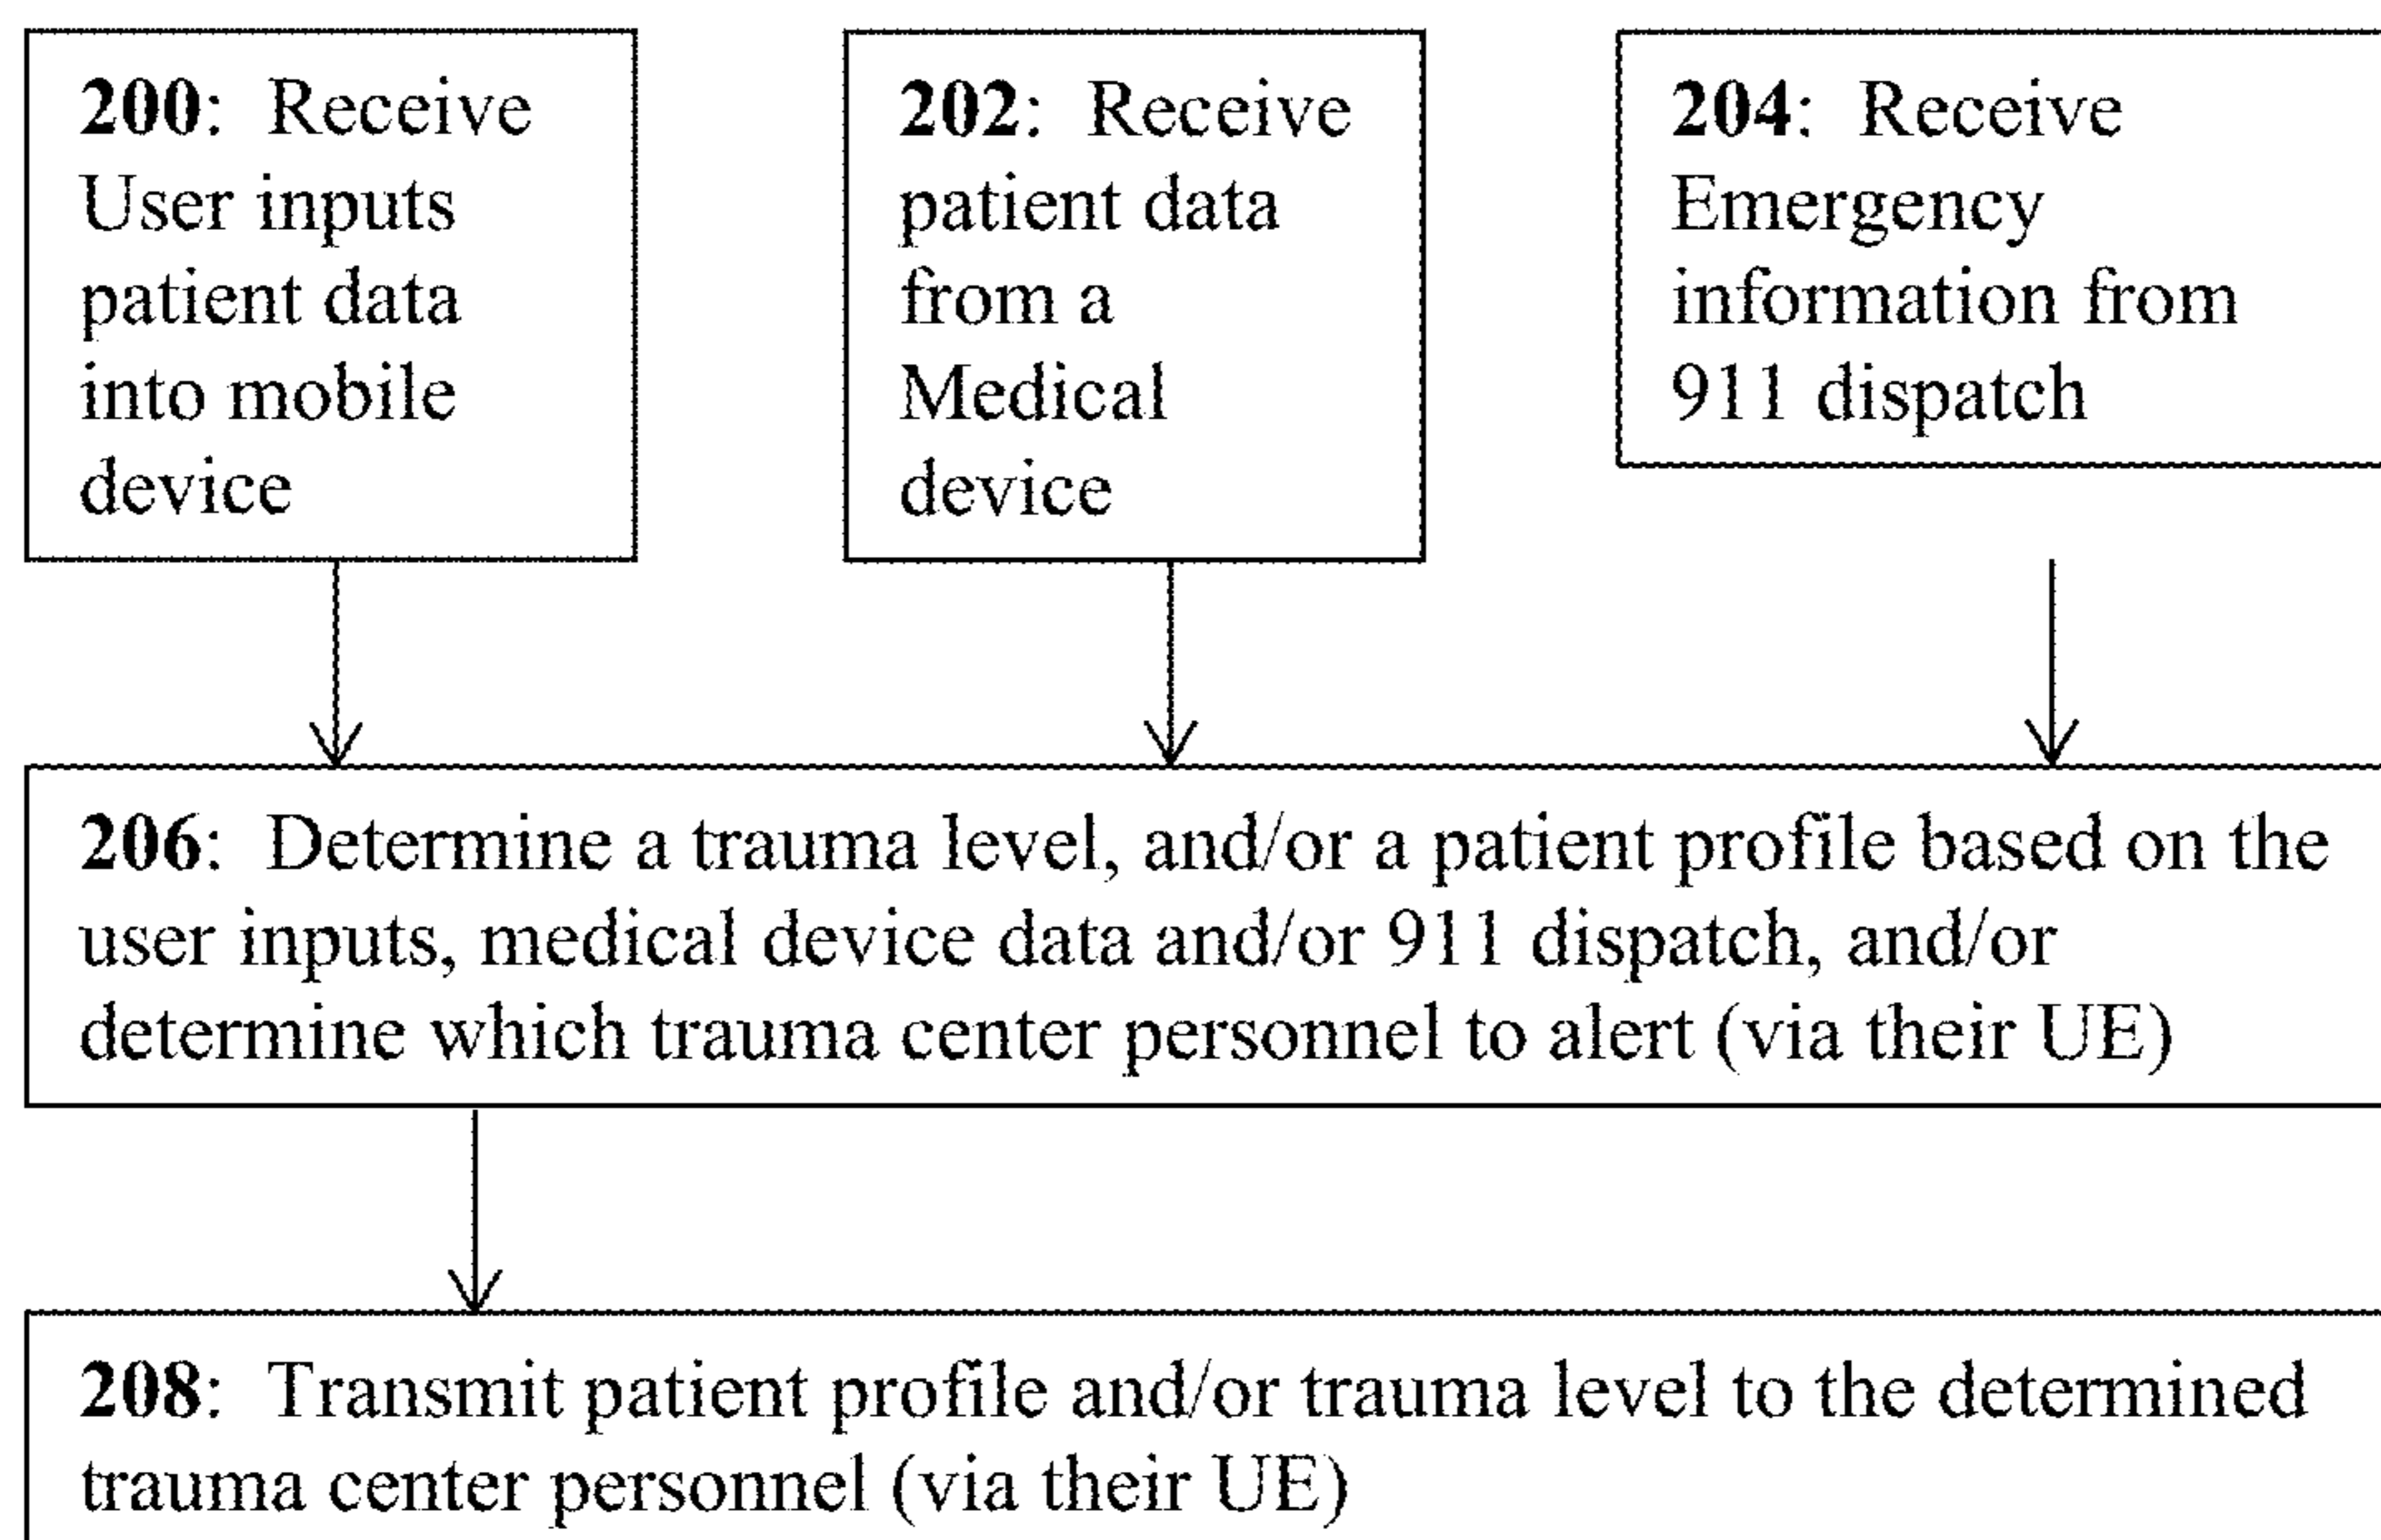 200: Receive
User inputs
patient data
into mobile
device
202: Receive
patient data
from a
Medical
device
204: Receive
Emergency
information from
911 dispatch
206: Determine a trauma level, and/or a patient profile based on the
user inputs, medical device data and/or 911 dispatch, and/or
determine which trauma center personnel to alert (via their UE)
208: Transmit patient profile and/or trauma level to the determined
trauma center personnel (via their UE)